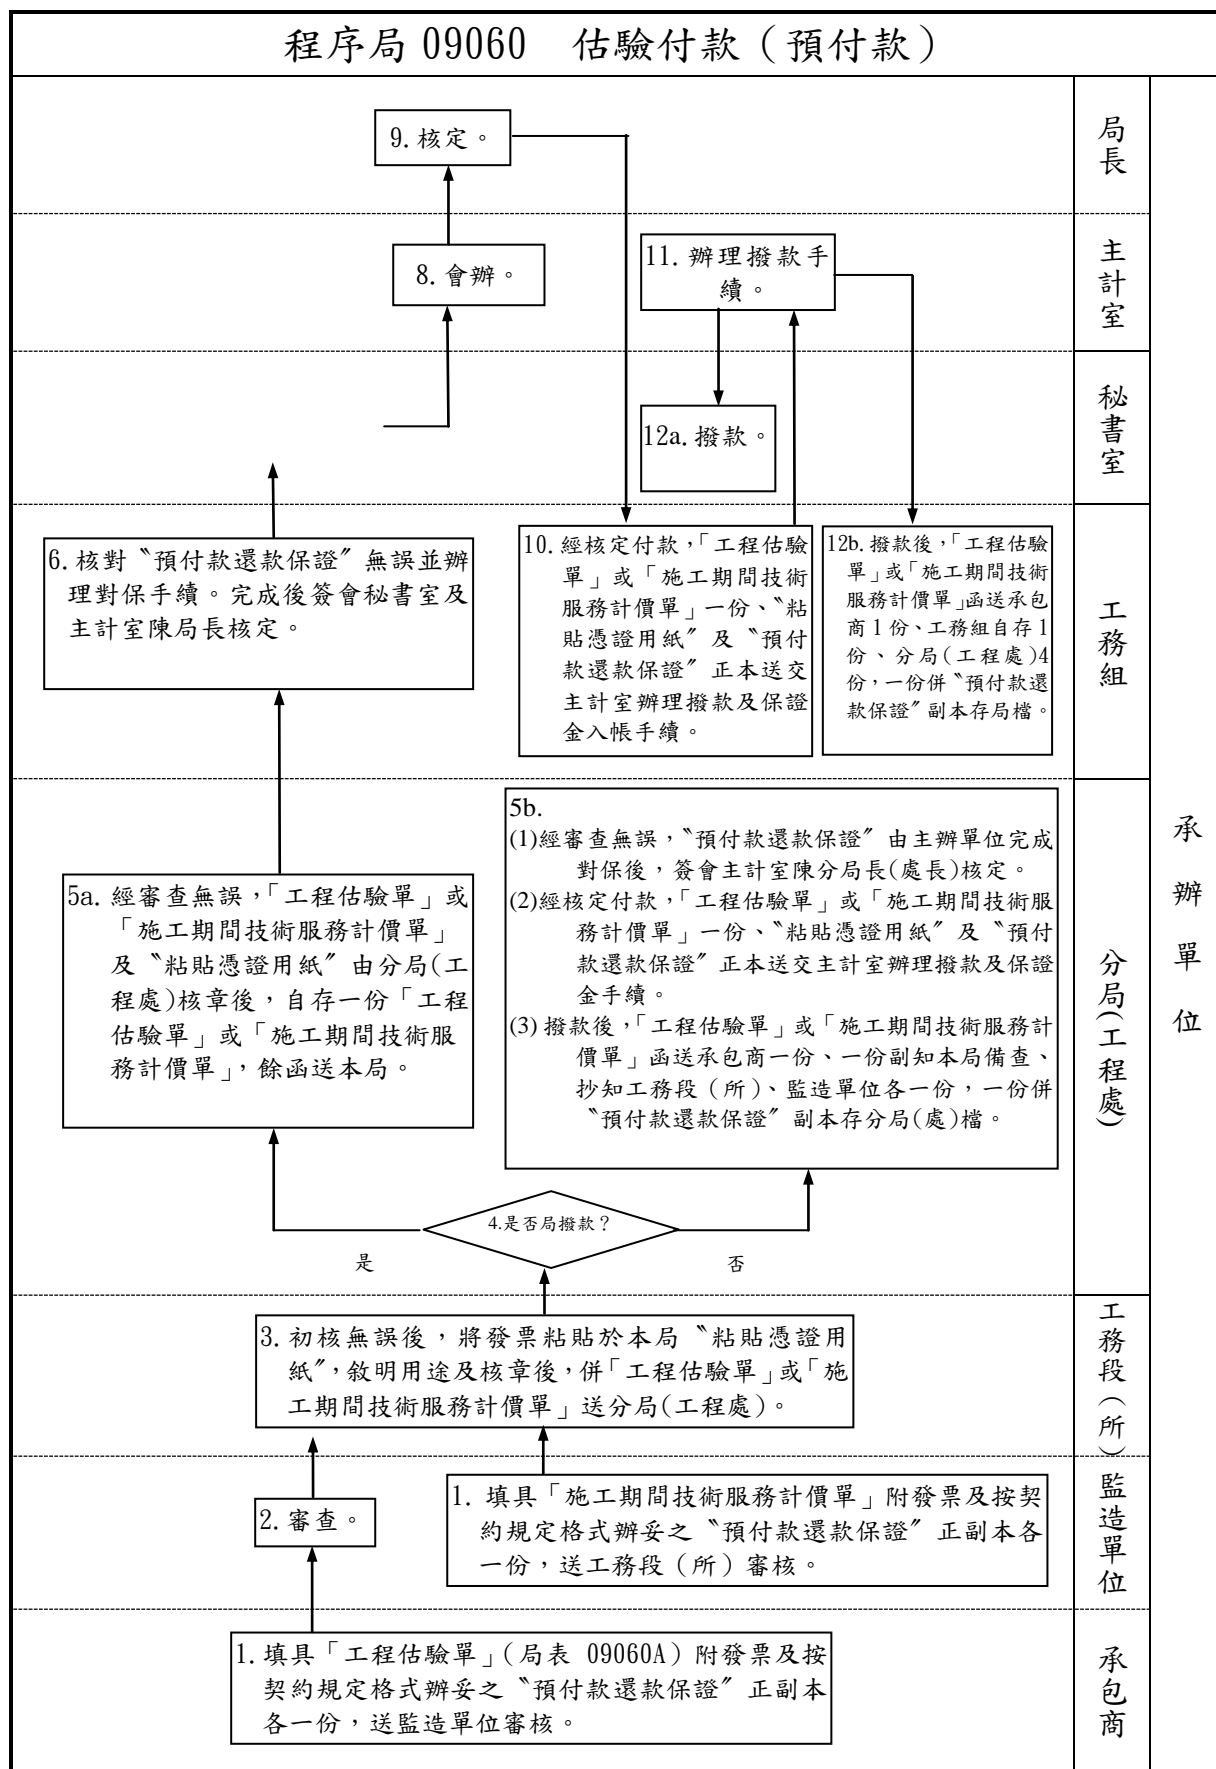 程序局 09060　估驗付款（預付款）
9. 核定。
局長
8. 會辦。
11. 辦理撥款手
續。
主計室
12a. 撥款。
秘書室
6. 核對〝預付款還款保證〞無誤並辦
理對保手續。完成後簽會秘書室及
主計室陳局長核定。
10. 經核定付款，「工程估驗
單」或「施工期間技術
服務計價單」一份、〝粘
貼憑證用紙〞及〝預付
款還款保證〞正本送交
主計室辦理撥款及保證
金入帳手續。
12b. 撥款後，「工程估驗
單」或「施工期間技術
服務計價單」函送承包
商 1 份、工務組自存 1
份、分局(工程處)4
份，一份併〝預付款還
款保證〞副本存局檔。
工務組
5a. 經審查無誤，「工程估驗單」或
「施工期間技術服務計價單」
及〝粘貼憑證用紙〞由分局(工
程處)核章後，自存一份「工程
估驗單」或「施工期間技術服
務計價單」，餘函送本局。
5b.
(1)經審查無誤，〝預付款還款保證〞由主辦單位完成
對保後，簽會主計室陳分局長(處長)核定。
(2)經核定付款，「工程估驗單」或「施工期間技術服
務計價單」一份、〝粘貼憑證用紙〞及〝預付
款還款保證〞正本送交主計室辦理撥款及保證
金手續。
(3) 撥款後，「工程估驗單」或「施工期間技術服務計
價單」函送承包商一份、一份副知本局備查、
抄知工務段（所）、監造單位各一份，一份併
〝預付款還款保證〞副本存分局(處)檔。
4.是否局撥款？
是
否
分局(工程處)
承辦單位
3. 初核無誤後，將發票粘貼於本局〝粘貼憑證用
紙〞，敘明用途及核章後，併「工程估驗單」或「施
工期間技術服務計價單」送分局(工程處)。
工務段（所）
2. 審查。
1. 填具「施工期間技術服務計價單」附發票及按契
約規定格式辦妥之〝預付款還款保證〞正副本各
一份，送工務段（所）審核。
監造單位
1. 填具「工程估驗單」(局表 09060A) 附發票及按
契約規定格式辦妥之〝預付款還款保證〞正副本
各一份，送監造單位審核。
承包商